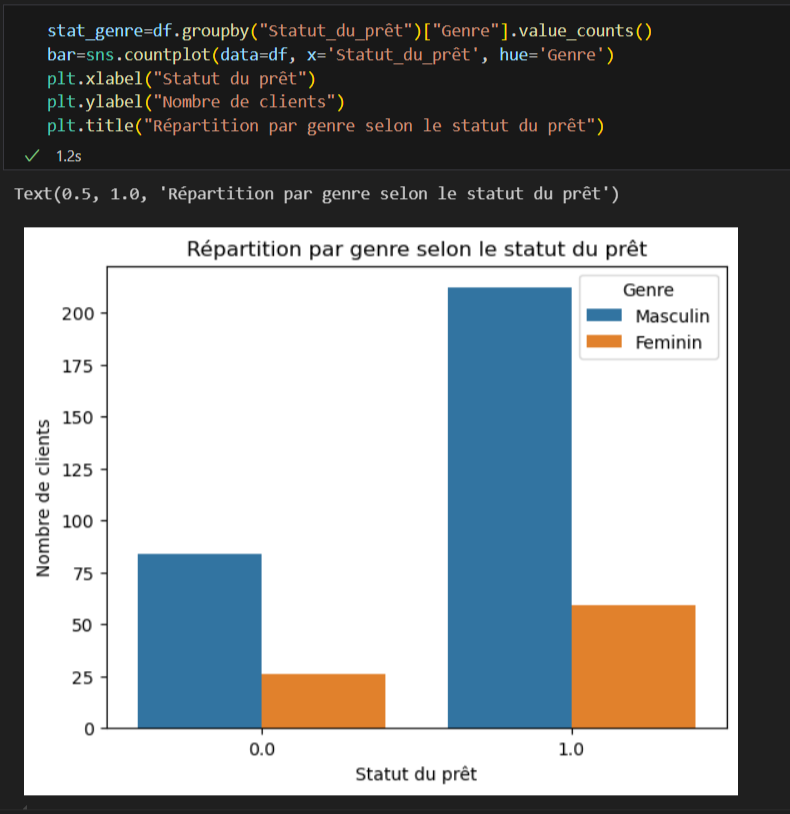 stat_genre=df.groupby("Statut_du_prêt")["Genre"].value_counts()
bar=sns.countplot(data=df, x='Statut_du_prêt', hue='Genre')
plt.xlabel("Statut du prêt")
plt.ylabel("Nombre de clients")
plt.title("Répartition par genre selon le statut du prêt")
1.2s
Text(0.5, 1.0, 'Répartition par genre selon le statut du prêt')
Répartition par genre selon le statut du prêt
Genre
Masculin
Feminin
200
175
150
125
100
75
50
25
0
Nombre de clients
0.0 1.0
Statut du prêt